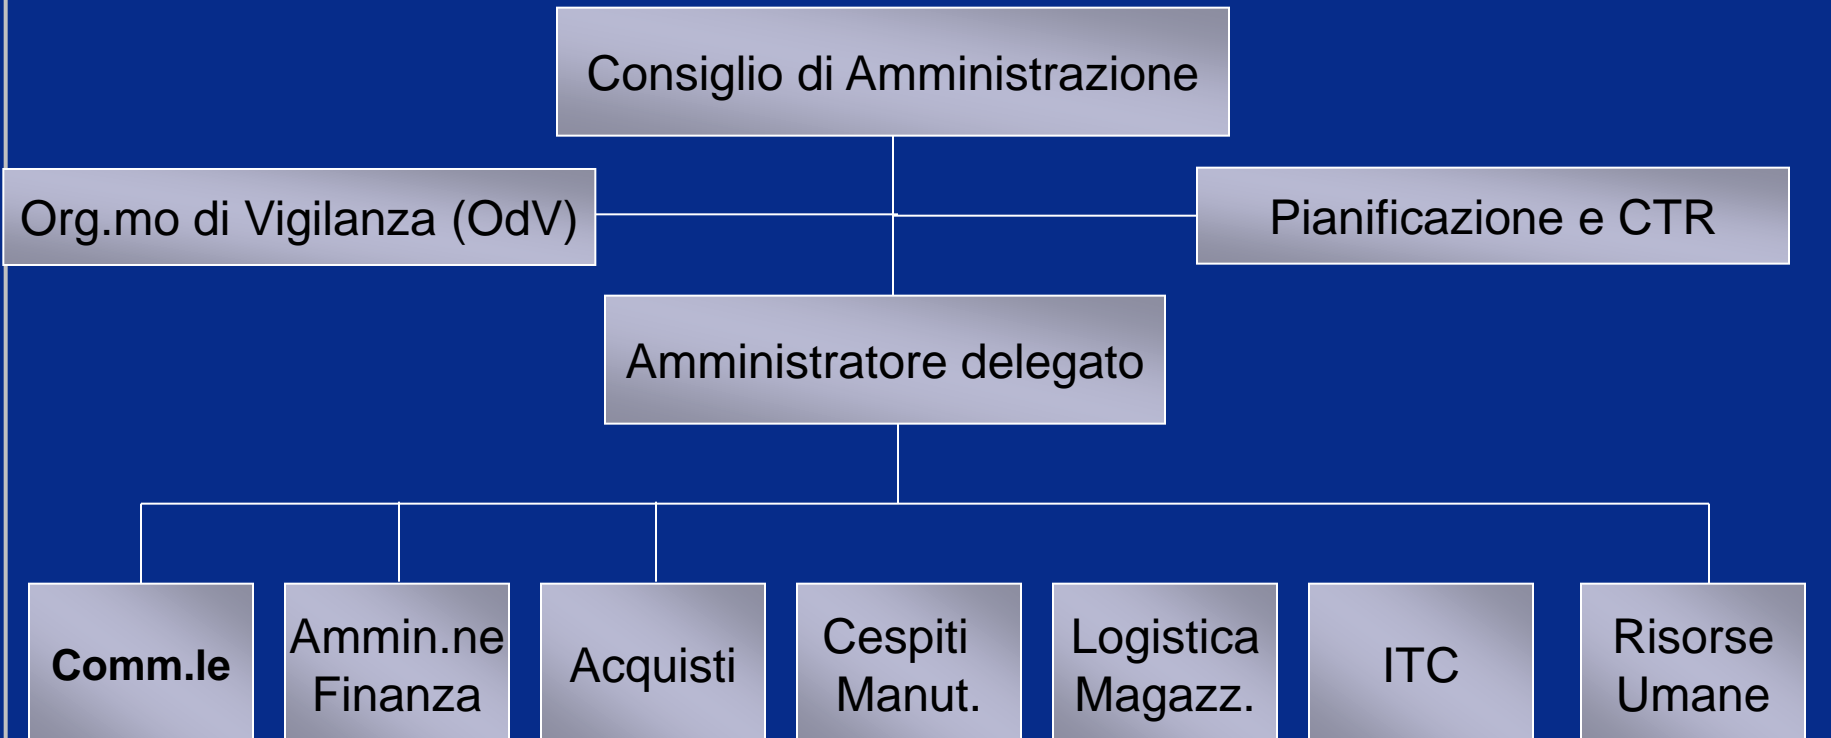 Consiglio di Amministrazione
Org.mo di Vigilanza (OdV)
Pianificazione e CTR
Amministratore delegato
Comm.le
Ammin.ne
Finanza
Acquisti
Cespiti
Manut.
Logistica
Magazz.
ITC
Risorse
Umane